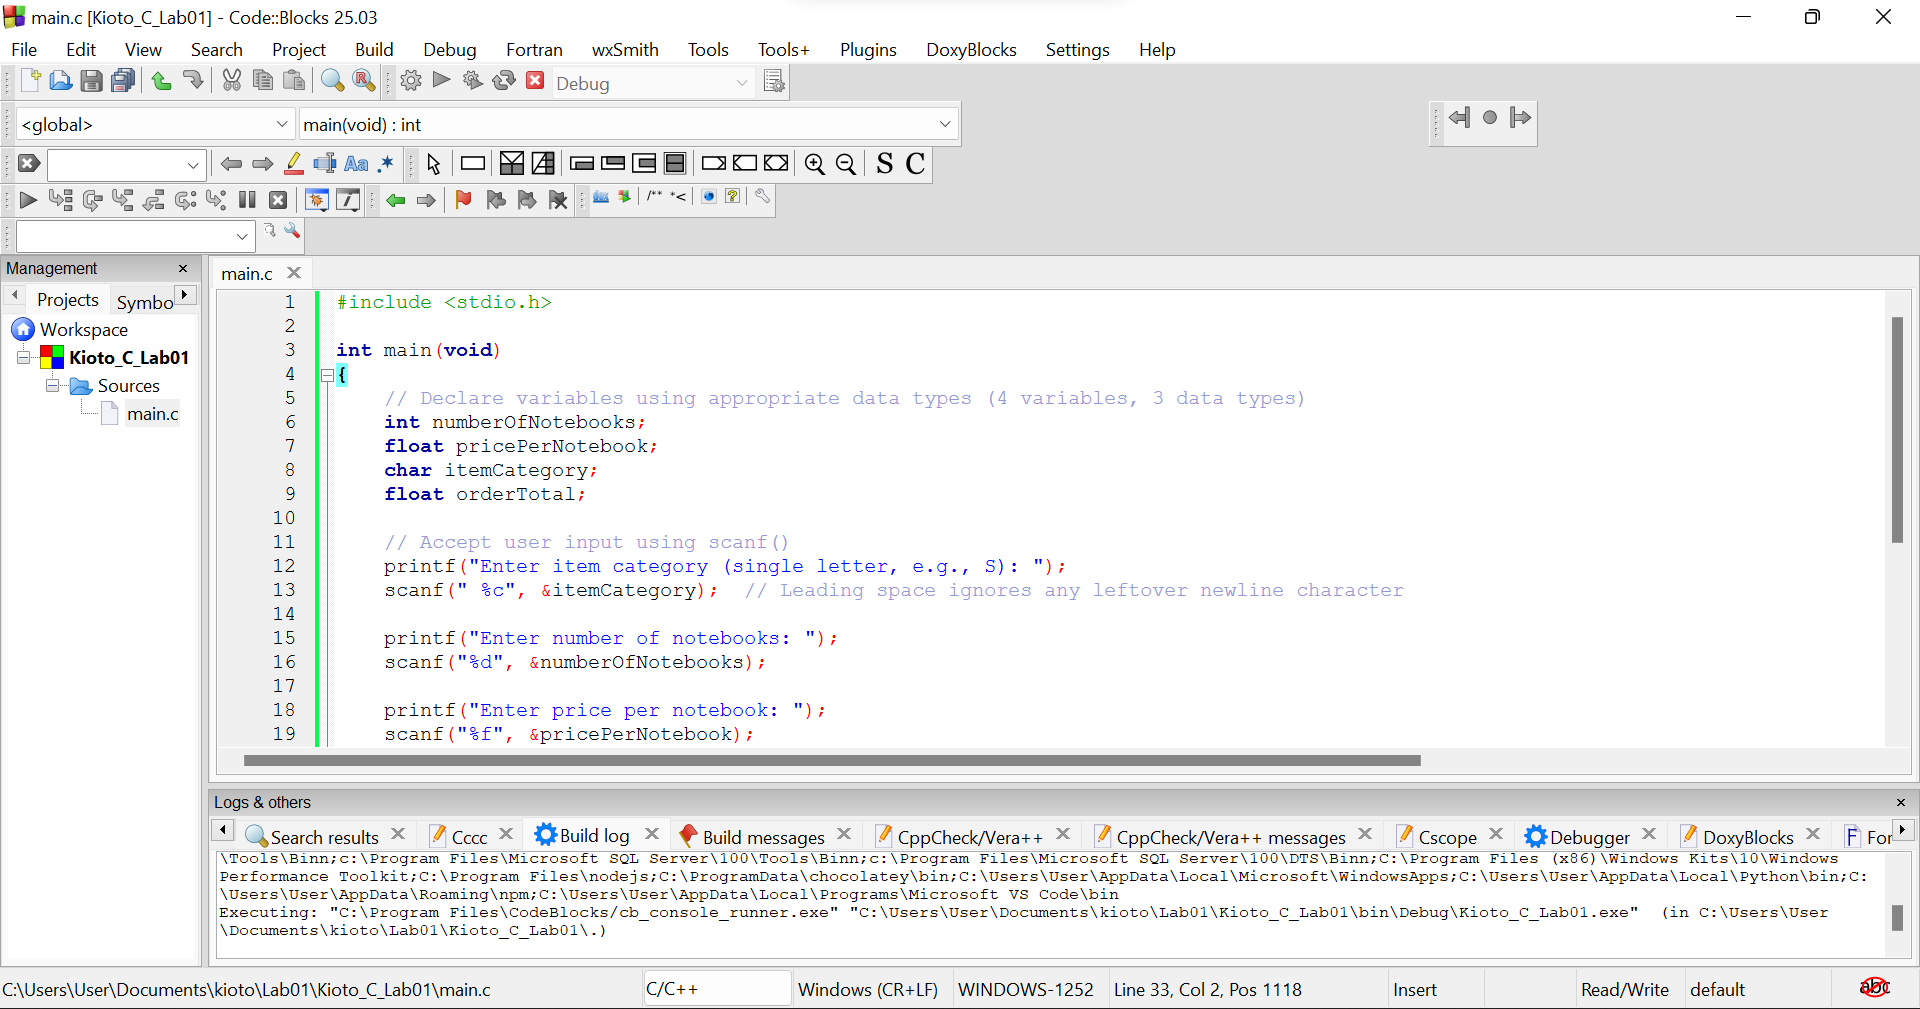 main.c [Kioto_C_Lab01] - Code::Blocks 25.03
File Edit View Search Project Build Debug Fortran wxSmith Tools Tools+ Plugins DoxyBlocks Settings Help
Debug
<global> main(void) : int
Aa S C
/** *<
Management
Projects Symbo
Workspace
Kioto_C_Lab01
Sources
main.c
main.c
1 #include <stdio.h>
2
3 int main(void)
4 {
5 // Declare variables using appropriate data types (4 variables, 3 data types)
6 int numberOfNotebooks;
7 float pricePerNotebook;
8 char itemCategory;
9 float orderTotal;
10
11 // Accept user input using scanf()
12 printf("Enter item category (single letter, e.g., S): ");
13 scanf(" %c", &itemCategory); // Leading space ignores any leftover newline character
14
15 printf("Enter number of notebooks: ");
16 scanf("%d", &numberOfNotebooks);
17
18 printf("Enter price per notebook: ");
19 scanf("%f", &pricePerNotebook);
Logs & others
Search results Cccc Build log Build messages CppCheck/Vera++ CppCheck/Vera++ messages Cscope Debugger DoxyBlocks For
\Tools\Binn;c:\Program Files\Microsoft SQL Server\100\Tools\Binn;c:\Program Files\Microsoft SQL Server\100\DTS\Binn;C:\Program Files (x86)\Windows Kits\10\Windows
Performance Toolkit;C:\Program Files\nodejs;C:\ProgramData\chocolatey\bin;C:\Users\User\AppData\Local\Microsoft\WindowsApps;C:\Users\User\AppData\Local\Python\bin;C:
\Users\User\AppData\Roaming\npm;C:\Users\User\AppData\Local\Programs\Microsoft VS Code\bin
Executing: "C:\Program Files\CodeBlocks/cb_console_runner.exe" "C:\Users\User\Documents\kioto\Lab01\Kioto_C_Lab01\bin\Debug\Kioto_C_Lab01.exe" (in C:\Users\User
\Documents\kioto\Lab01\Kioto_C_Lab01\.)
C:\Users\User\Documents\kioto\Lab01\Kioto_C_Lab01\main.c C/C++ Windows (CR+LF) WINDOWS-1252 Line 33, Col 2, Pos 1118 Insert Read/Write default abc